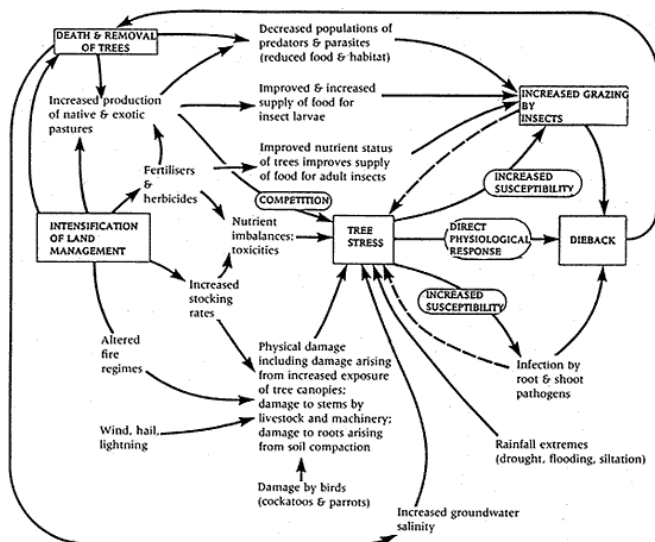 DEATH & REMOVAL
OF TREES
Decreased populations of
predators & parasites
(reduced food & habitat)
Increased production
of native & exotic
pastures
Improved & increased
supply of food for
insect larvae
INCREASED GRAZING
BY
INSECTS
Improved nutrient status
of trees improves supply
of food for adult insects
Fertilisers
&
herbicides
COMPETITION
INCREASED
SUSCEPTIBILITY
INTENSIFICATION
OF LAND
MANAGEMENT
Nutrient
imbalances:
toxicities
TREE
STRESS
DIRECT
PHYSIOLOGICAL
RESPONSE
DIEBACK
Increased
stocking
rates
INCREASED
SUSCEPTIBILITY
Altered
fire
regimes
Physical damage
including damage arising
from increased exposure
of tree canopies;
damage to stems by
livestock and machinery;
damage to roots arising
from soil compaction
Infection by
root & shoot
pathogens
Wind, hail,
lightning
Rainfall extremes
(drought, flooding, siltation)
Damage by birds
(cockatoos & parrots)
Increased groundwater
salinity